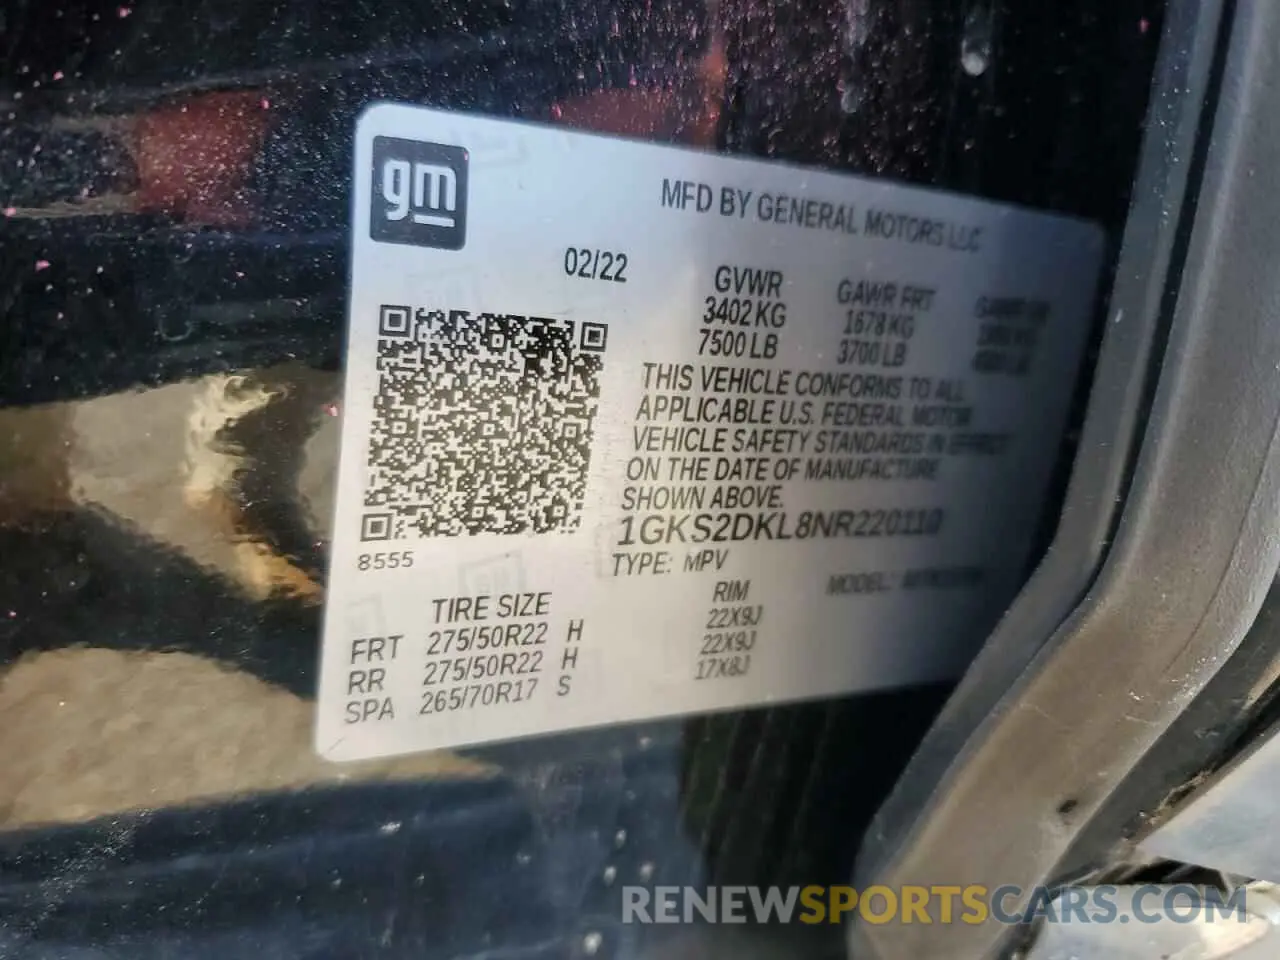 gm
MFD BY GENERAL MOTORS LLC
02/22
GVWR GAWR FRT
3402 KG 1678 KG
7500 LB 3700 LB
THIS VEHICLE CONFORMS TO ALL
APPLICABLE U.S. FEDERAL MOTOR
VEHICLE SAFETY STANDARDS IN EFFECT
ON THE DATE OF MANUFACTURE
SHOWN ABOVE.
1GKS2DKL8NR220110
8555
TYPE: MPV MODEL:
TIRE SIZE RIM
FRT 275/50R22 H 22X9J
RR 275/50R22 H 22X9J
SPA 265/70R17 S 17X8J
RENEWSPORTSCARS.COM